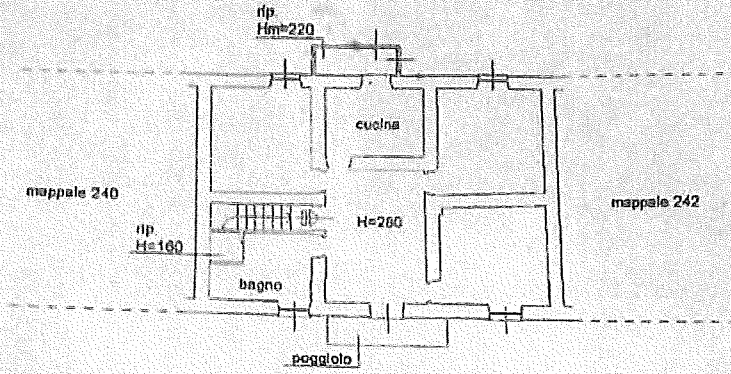 rip.
Hm=220
cucina
mappale 240
mappale 242
H=260
rip.
H=160
bagno
poggiolo